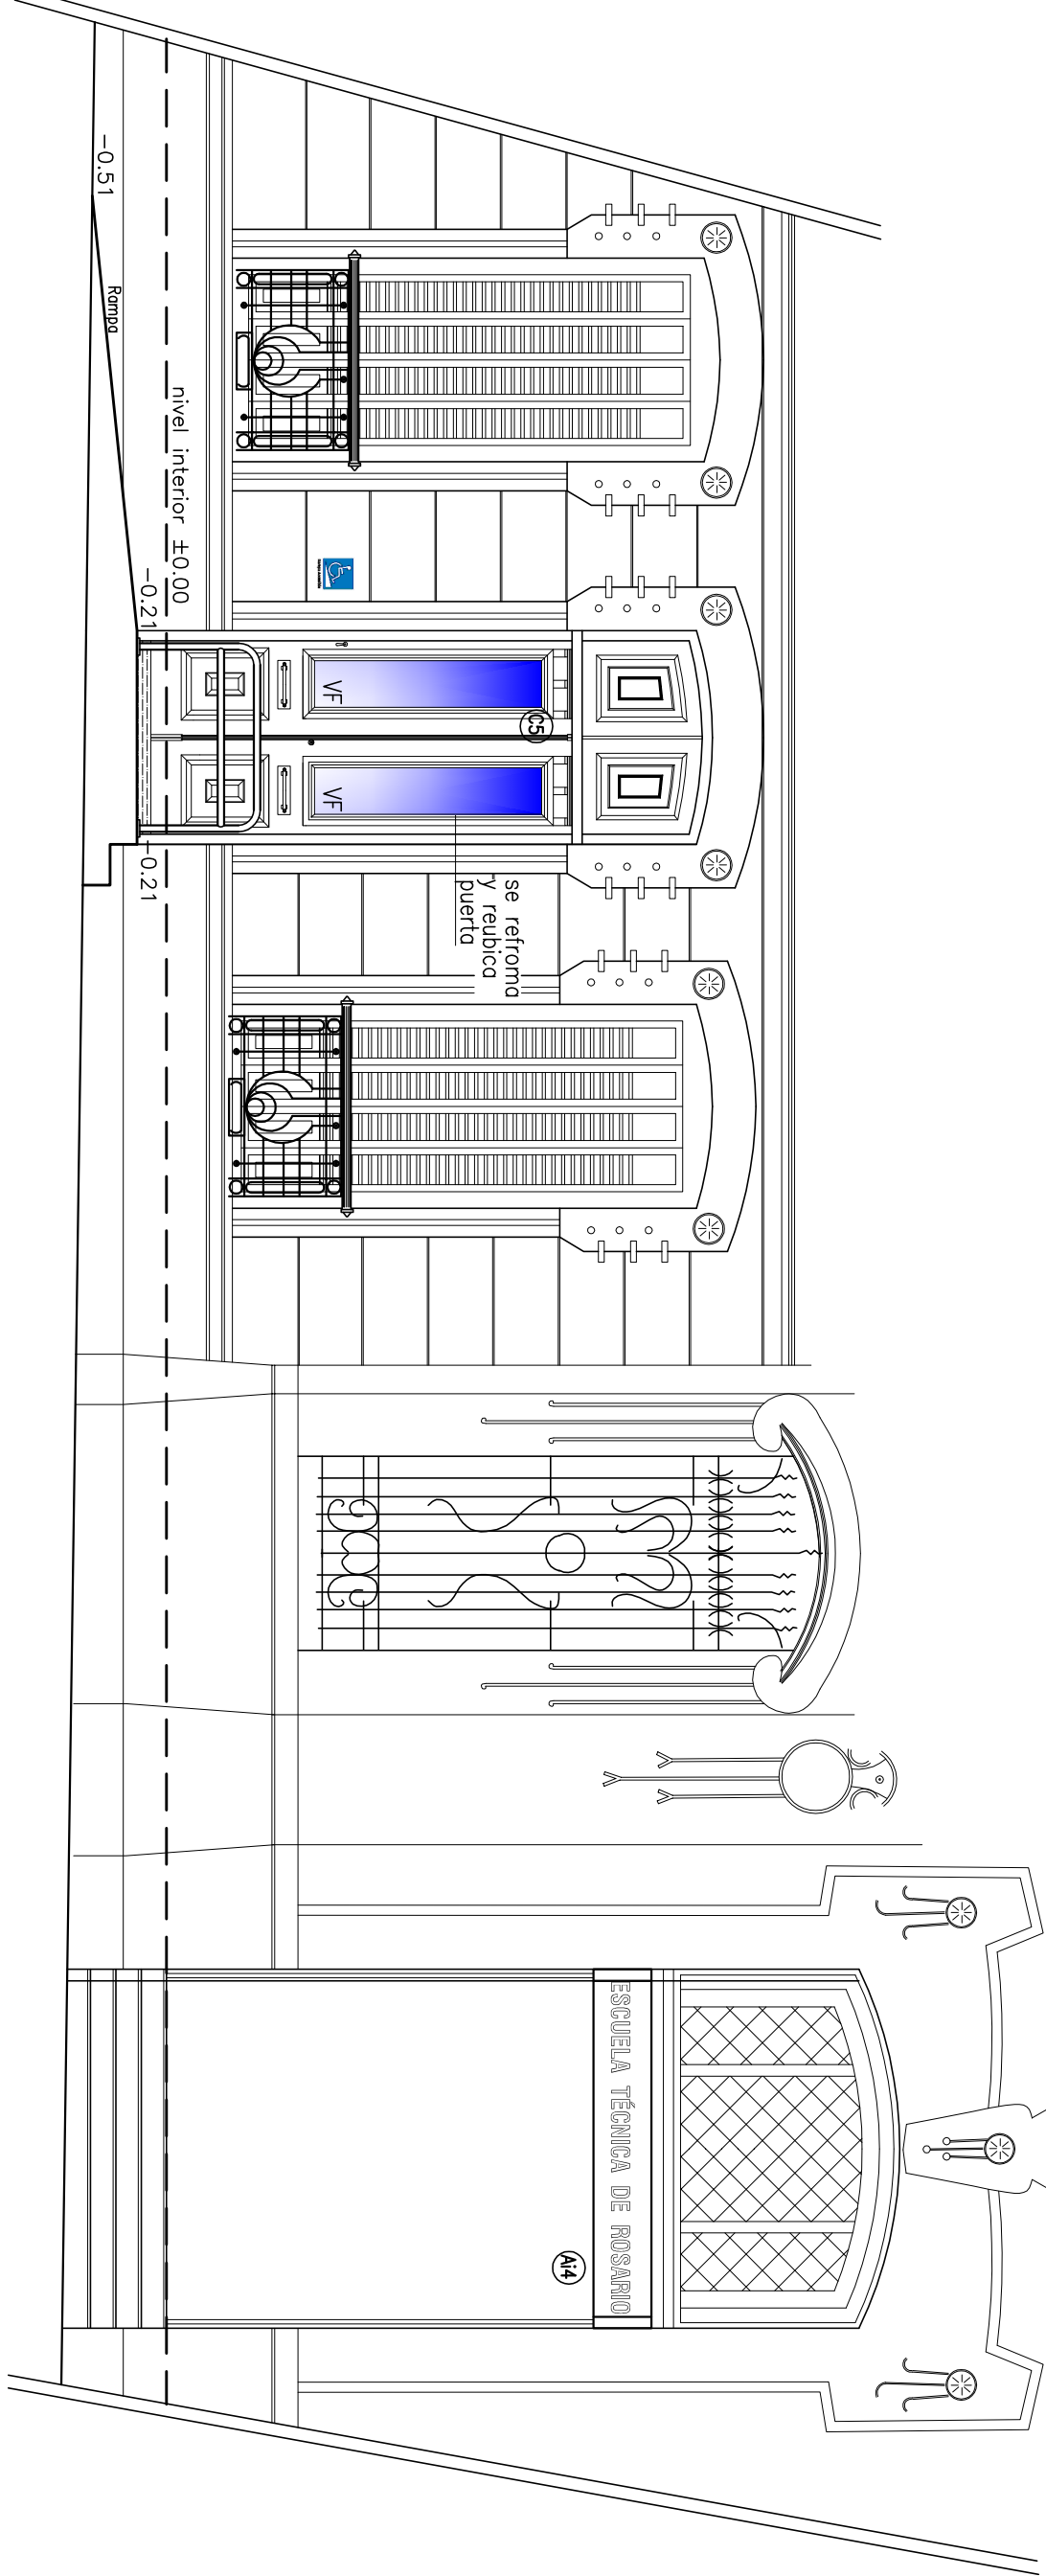 -0.51
Rampa
nivel interior ±0.00
-0.21
-0.21
VF
VF
C5
se refroma
y reubica
puerta
ESCUELA TÉCNICA DE ROSARIO
Ai4